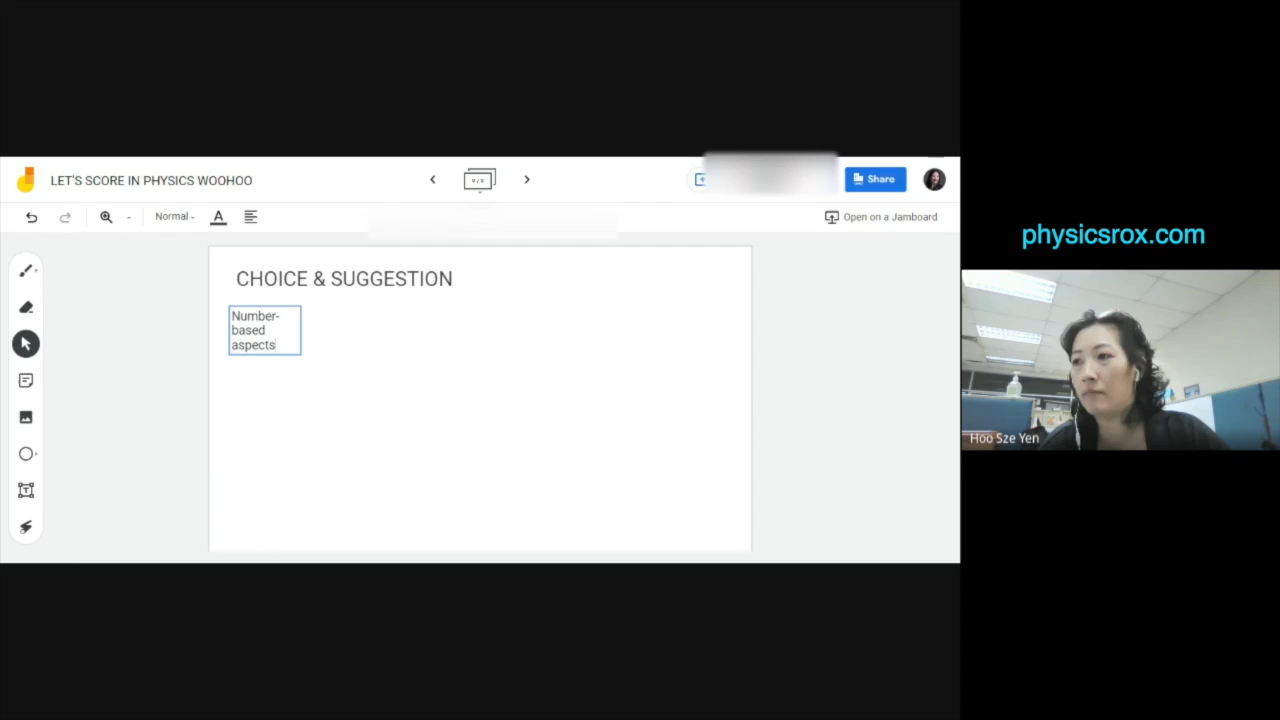 LET'S SCORE IN PHYSICS WOOHOO
Share
Normal
A
Open on a Jamboard
CHOICE & SUGGESTION
Number-
based
aspects
physicsrox.com
Hoo Sze Yen